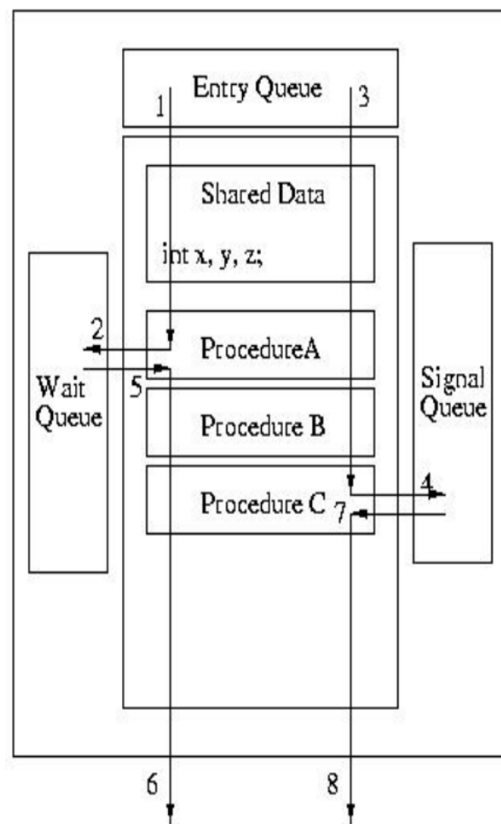 Entry Queue
1
3
Shared Data
int x, y, z;
2
ProcedureA
5
Wait
Queue
Signal
Queue
Procedure B
4
Procedure C
7
6
8